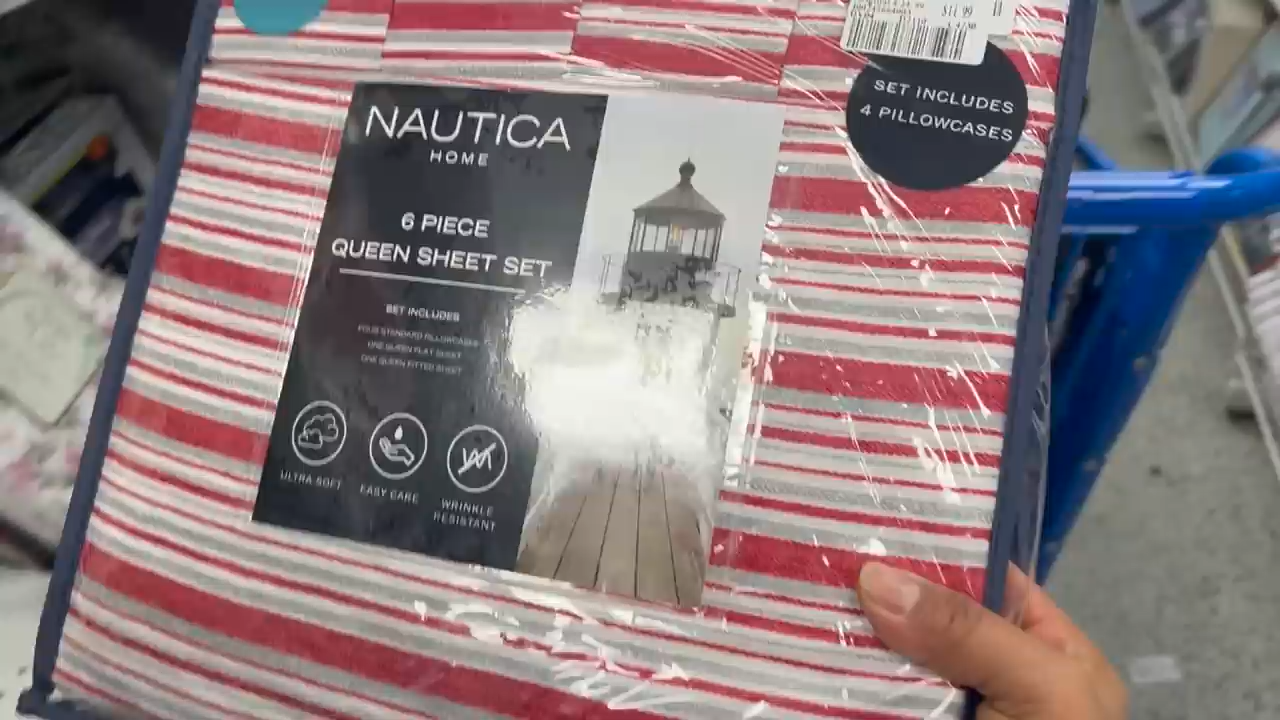 $11.99
SET INCLUDES
4 PILLOWCASES
NAUTICA
HOME
6 PIECE
QUEEN SHEET SET
SET INCLUDES
FOUR STANDARD PILLOWCASES
ONE QUEEN FLAT SHEET
ONE QUEEN FITTED SHEET
ULTRA SOFT
EASY CARE
WRINKLE
RESISTANT